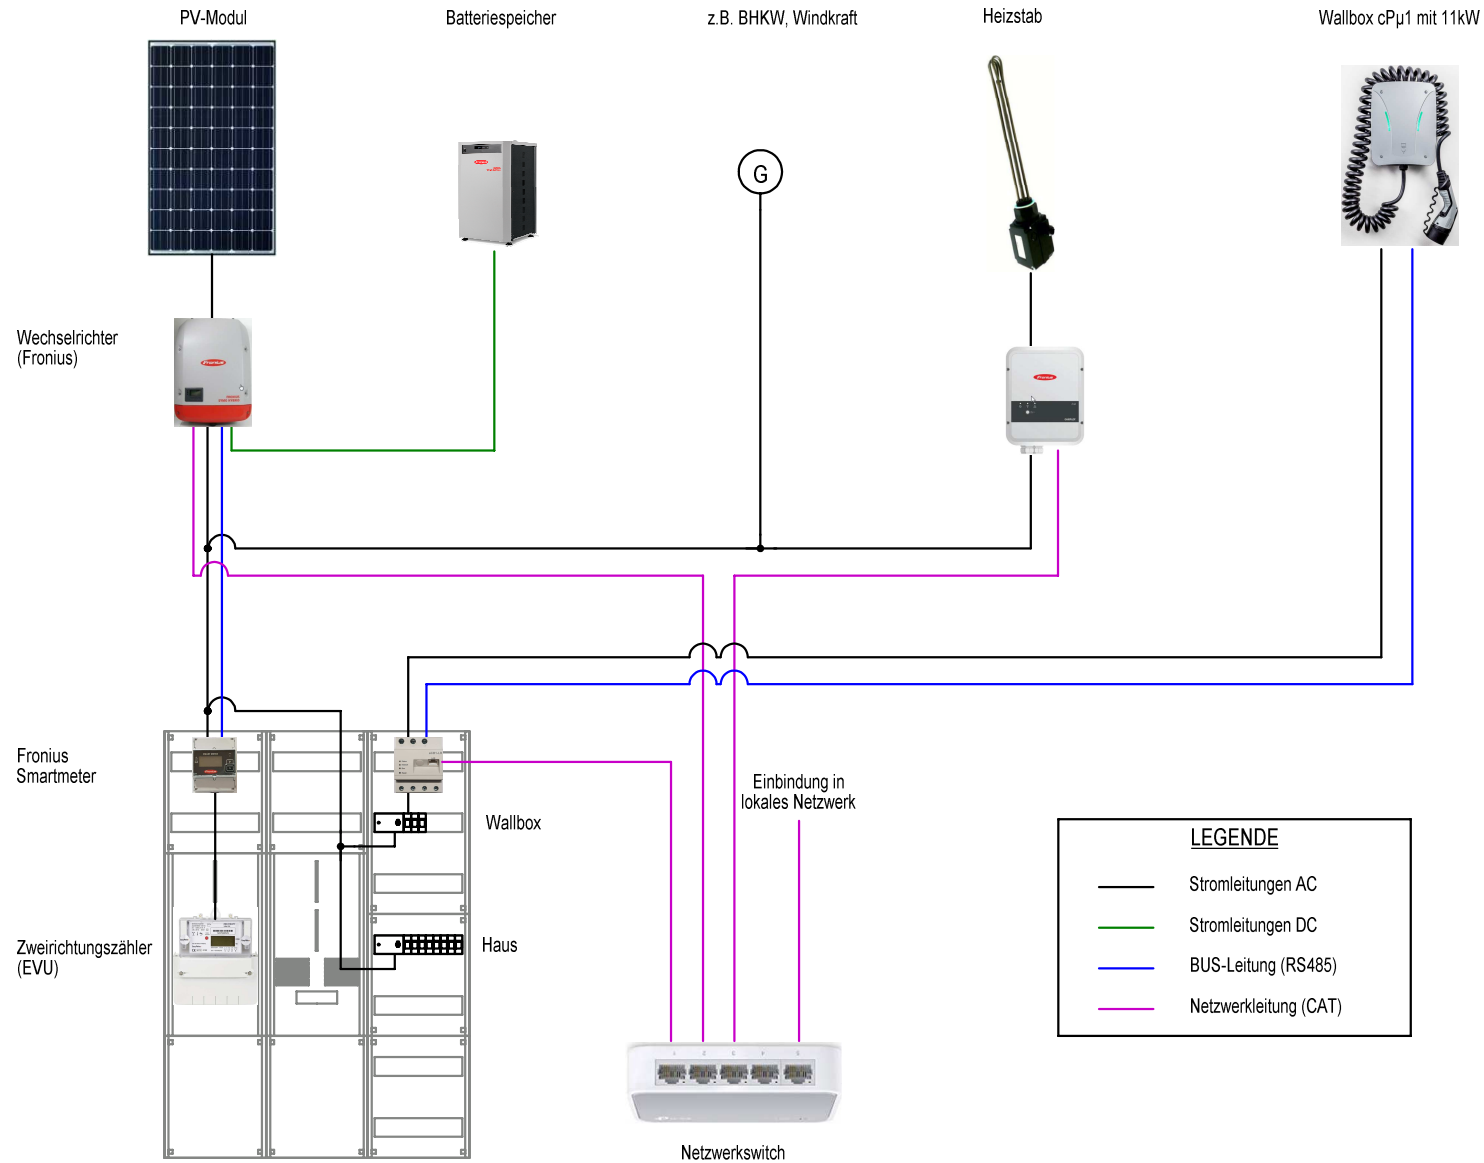 PV-Modul
Batteriespeicher
z.B. BHKW, Windkraft
Heizstab
Wallbox cPµ1 mit 11kW
G
Wechselrichter
(Fronius)
Fronius
Smartmeter
Wallbox
Einbindung in
lokales Netzwerk
Zweirichtungszähler
(EVU)
Haus
LEGENDE
Stromleitungen AC
Stromleitungen DC
BUS-Leitung (RS485)
Netzwerkleitung (CAT)
Netzwerkswitch